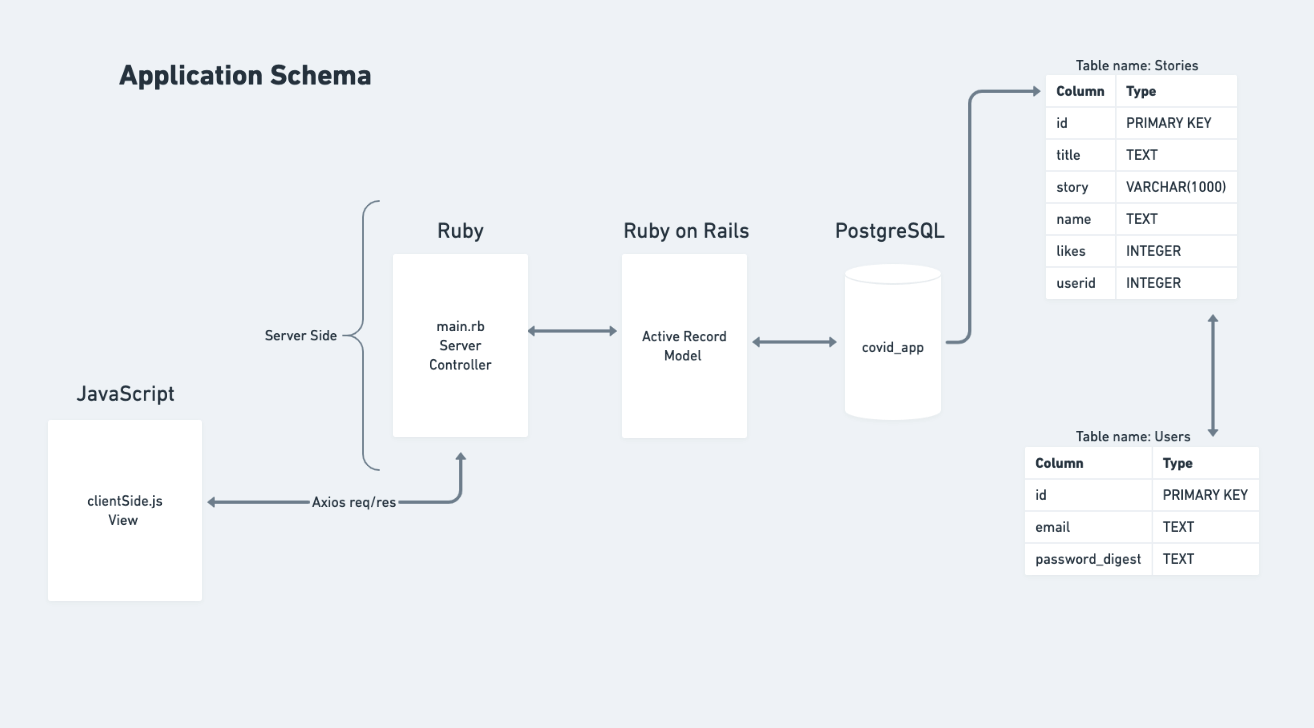 Application Schema
Table name: Stories
Column Type
id PRIMARY KEY
title TEXT
story VARCHAR(1000)
name TEXT
likes INTEGER
userid INTEGER
Ruby
Ruby on Rails
PostgreSQL
main.rb
Server
Controller
Active Record
Model
covid_app
Server Side
JavaScript
clientSide.js
View
Axios req/res
Table name: Users
Column Type
id PRIMARY KEY
email TEXT
password_digest TEXT